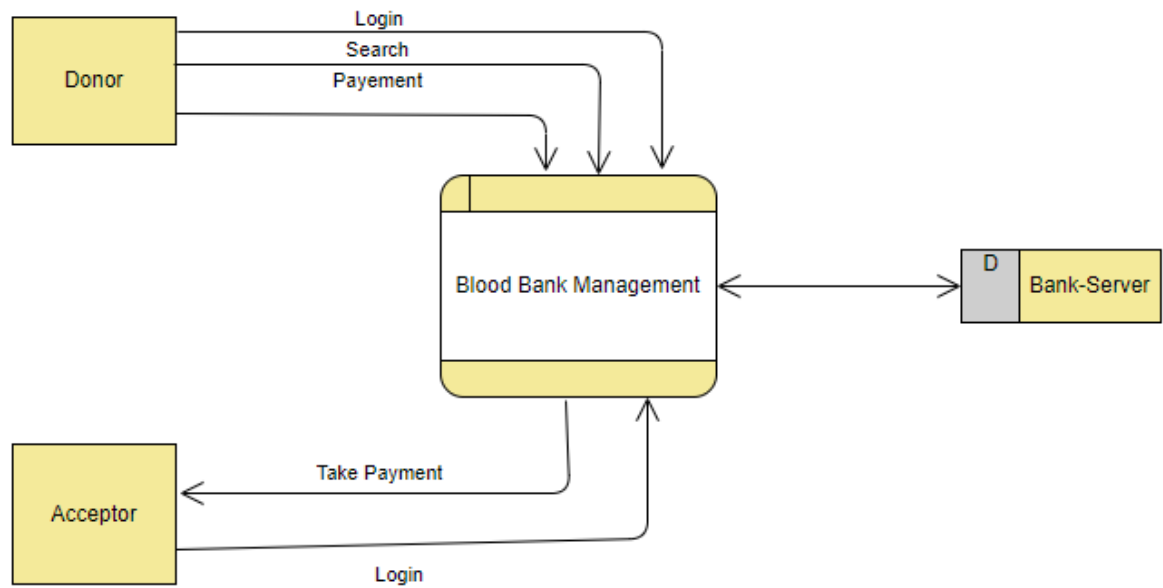 Login
Search
Payement
Donor
Blood Bank Management
D
Bank-Server
Take Payment
Acceptor
Login